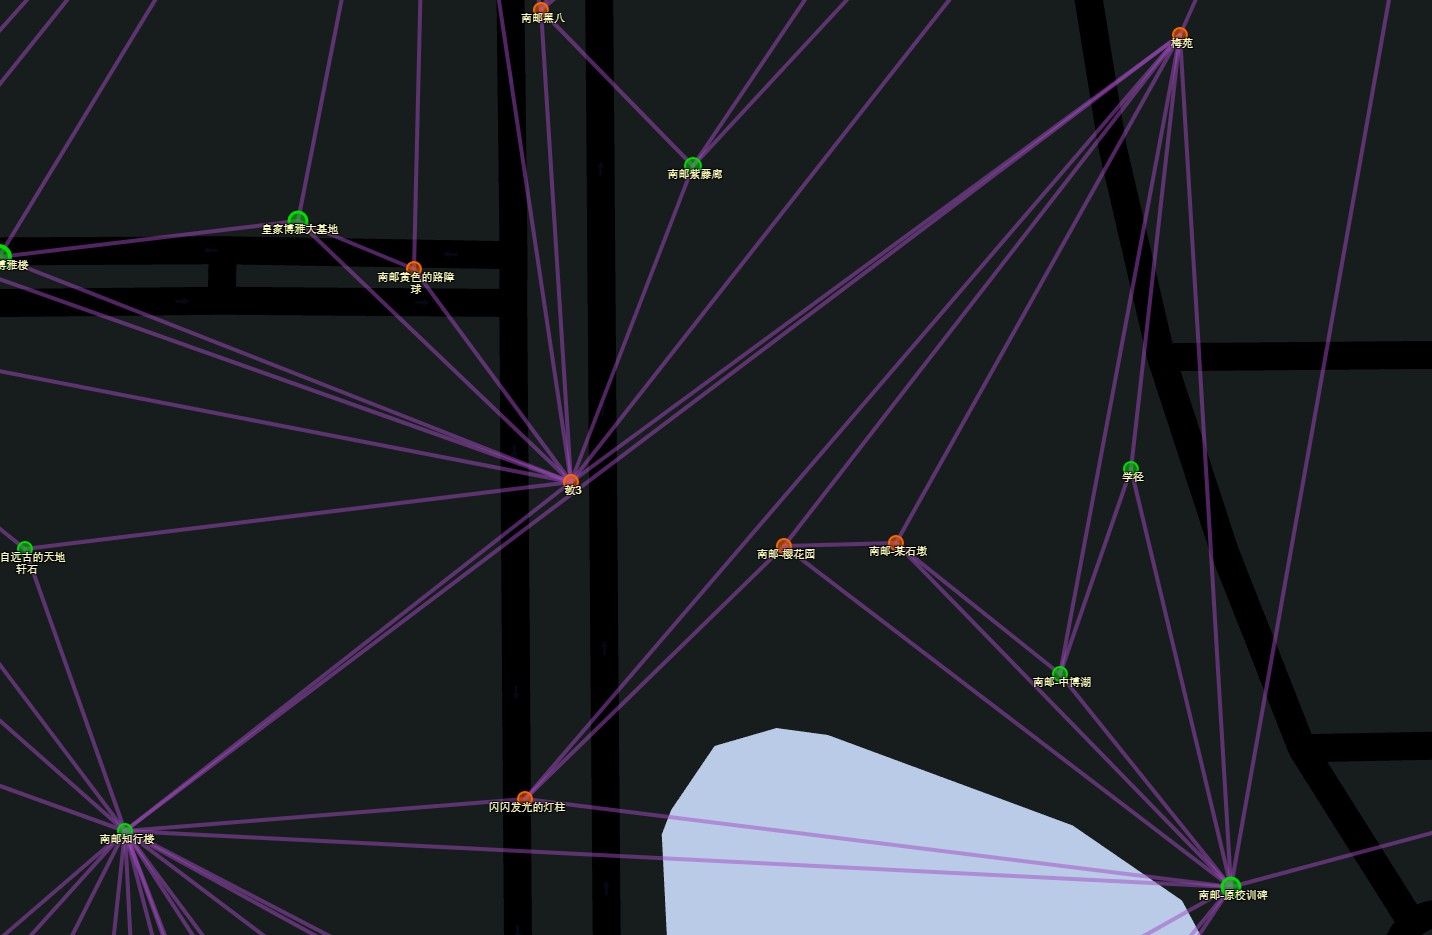 南邮黑八
梅苑
南邮紫藤廊
皇家博雅大基地
博雅楼
南邮黄色的路障
球
教3
学径
南邮-樱花园
南邮-某石墩
自远古的天地
轩石
南邮-中博湖
闪闪发光的灯柱
南邮知行楼
南邮-原校训碑